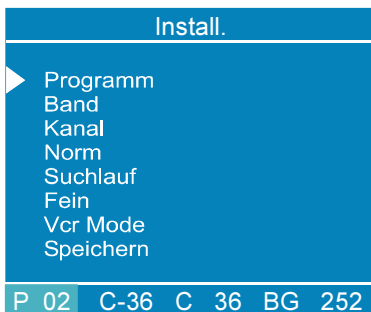 Install.
Programm
Band
Kanal
Norm
Suchlauf
Fein
Vcr Mode
Speichern
P 02 C-36 C 36 BG 252